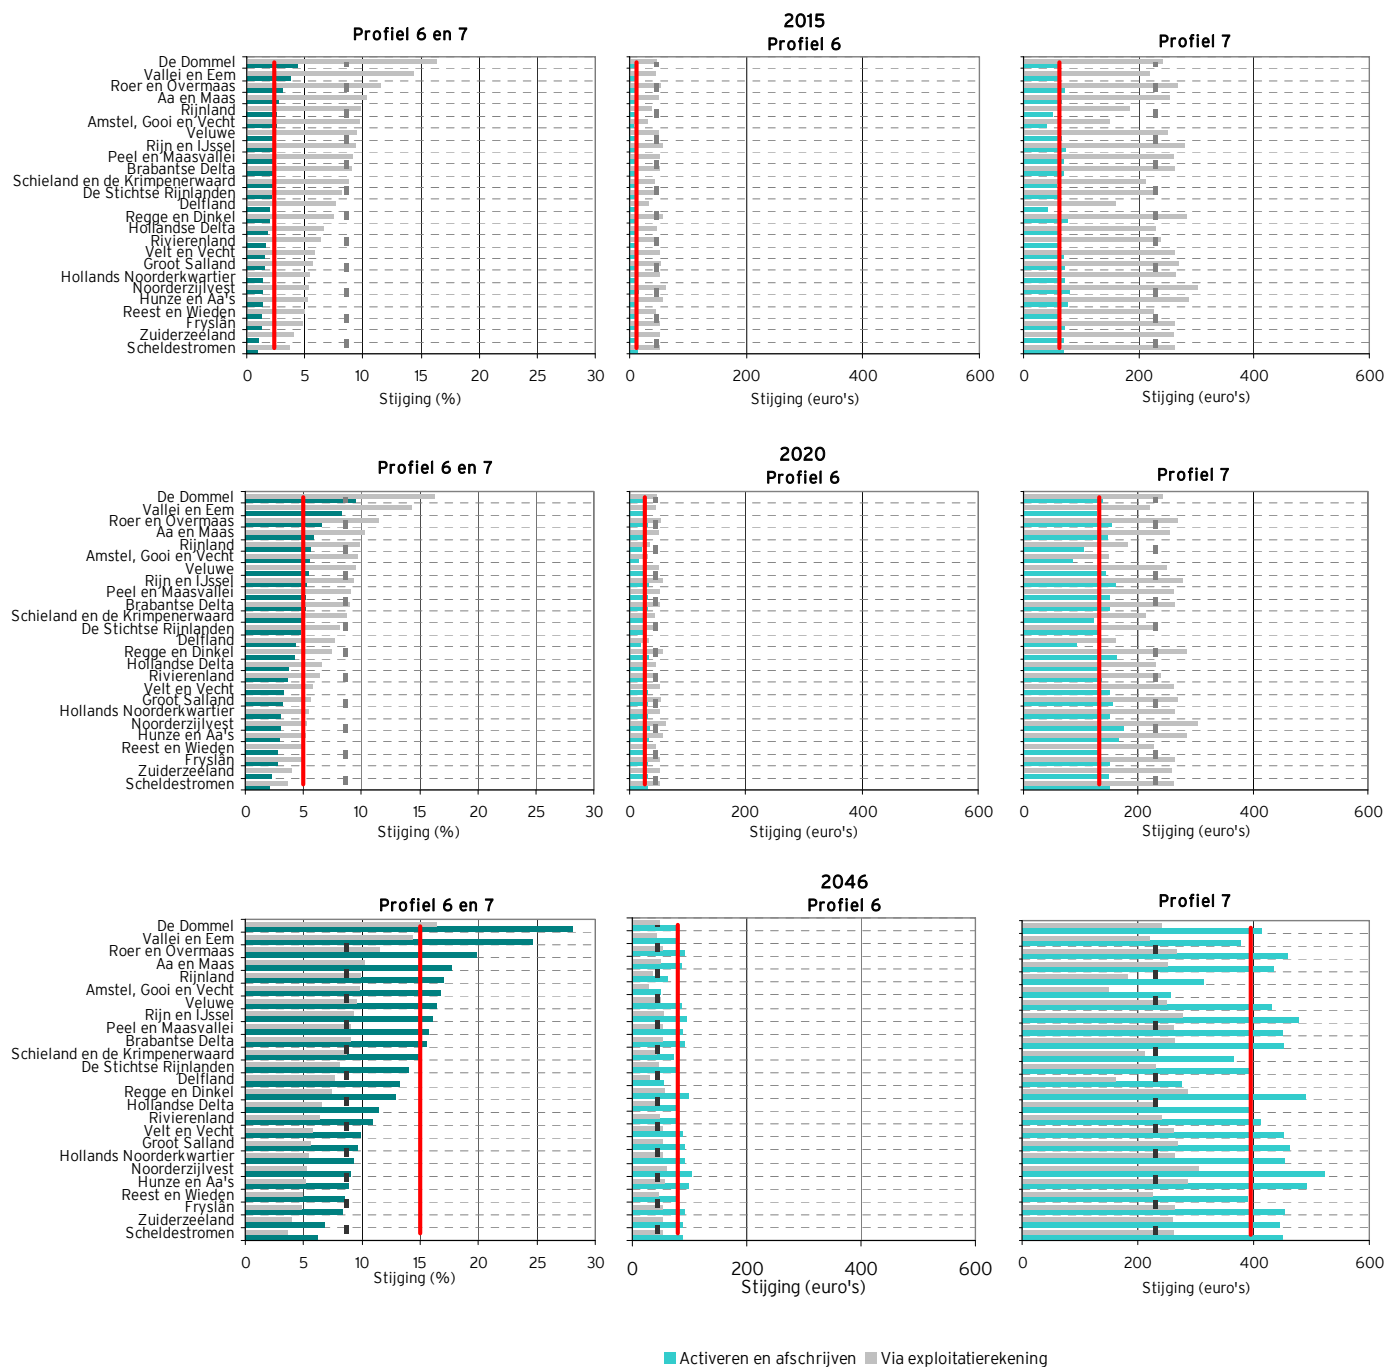 2015
Profiel 6 en 7
Profiel 6
Profiel 7
De Dommel
Vallei en Eem
Roer en Overmaas
Aa en Maas
Rijnland
Amstel, Gooi en Vecht
Veluwe
Rijn en IJssel
Peel en Maasvallei
Brabantse Delta
Schieland en de Krimpenerwaard
De Stichtse Rijnlanden
Delfland
Regge en Dinkel
Hollandse Delta
Rivierenland
Velt en Vecht
Groot Salland
Hollands Noorderkwartier
Noorderzijlvest
Hunze en Aa's
Reest en Wieden
Fryslân
Zuiderzeeland
Scheldestromen
0 5 10 15 20 25 30
0 200 400 600
0 200 400 600
Stijging (%)
Stijging (euro's)
Stijging (euro's)
2020
Profiel 6 en 7
Profiel 6
Profiel 7
De Dommel
Vallei en Eem
Roer en Overmaas
Aa en Maas
Rijnland
Amstel, Gooi en Vecht
Veluwe
Rijn en IJssel
Peel en Maasvallei
Brabantse Delta
Schieland en de Krimpenerwaard
De Stichtse Rijnlanden
Delfland
Regge en Dinkel
Hollandse Delta
Rivierenland
Velt en Vecht
Groot Salland
Hollands Noorderkwartier
Noorderzijlvest
Hunze en Aa's
Reest en Wieden
Fryslân
Zuiderzeeland
Scheldestromen
0 5 10 15 20 25 30
0 200 400 600
0 200 400 600
Stijging (%)
Stijging (euro's)
Stijging (euro's)
2046
Profiel 6 en 7
Profiel 6
Profiel 7
De Dommel
Vallei en Eem
Roer en Overmaas
Aa en Maas
Rijnland
Amstel, Gooi en Vecht
Veluwe
Rijn en IJssel
Peel en Maasvallei
Brabantse Delta
Schieland en de Krimpenerwaard
De Stichtse Rijnlanden
Delfland
Regge en Dinkel
Hollandse Delta
Rivierenland
Velt en Vecht
Groot Salland
Hollands Noorderkwartier
Noorderzijlvest
Hunze en Aa's
Reest en Wieden
Fryslân
Zuiderzeeland
Scheldestromen
0 5 10 15 20 25 30
0 200 400 600
0 200 400 600
Stijging (%)
Stijging (euro's)
Stijging (euro's)
Activeren en afschrijven Via exploitatierekening